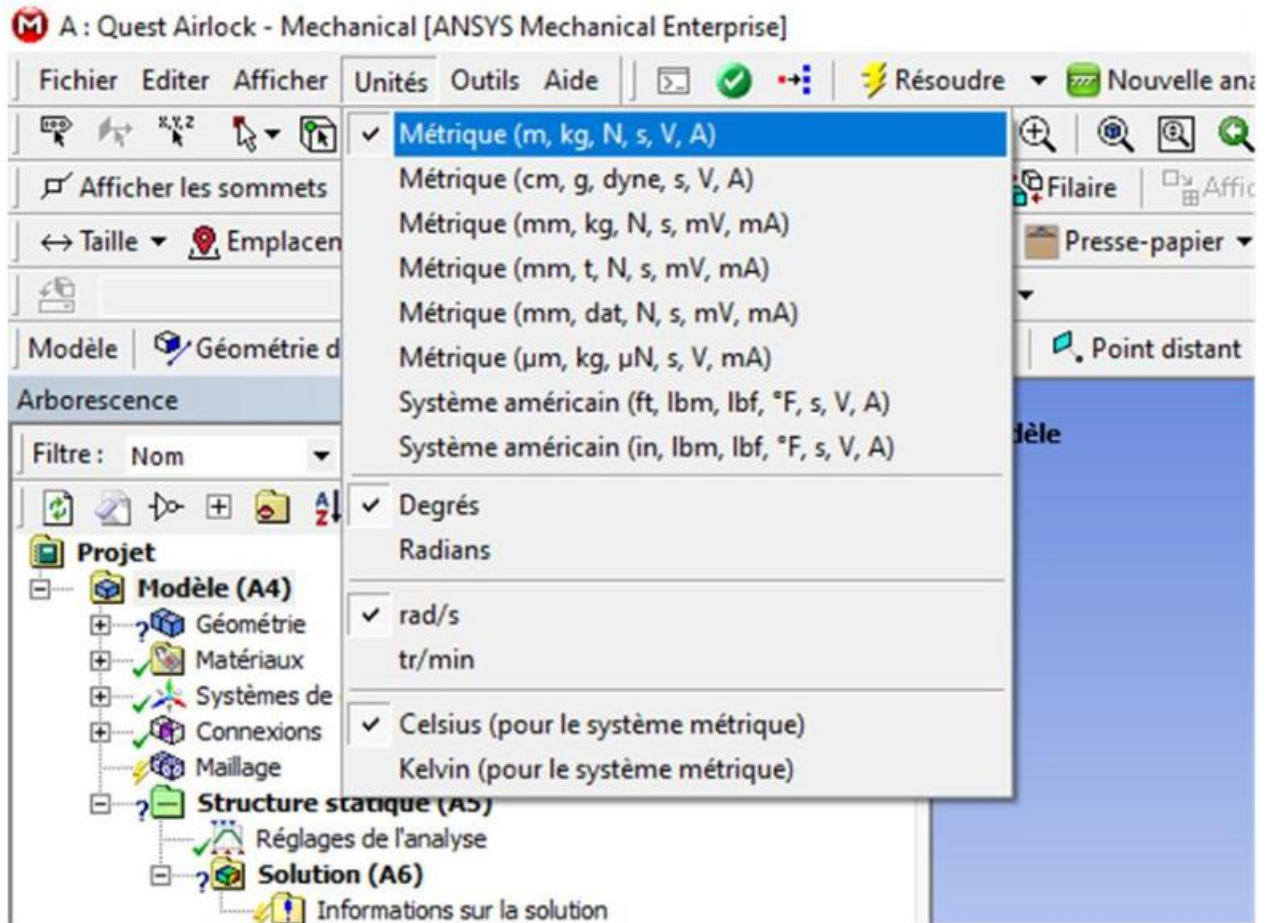 A : Quest Airlock - Mechanical [ANSYS Mechanical Enterprise]
Fichier Editer Afficher Unités Outils Aide Résoudre Nouvelle ana
X,Y,Z
Métrique (m, kg, N, s, V, A)
Afficher les sommets
Métrique (cm, g, dyne, s, V, A)
Filaire Affic
Métrique (mm, kg, N, s, mV, mA)
Taille Emplacen
Presse-papier
Métrique (mm, t, N, s, mV, mA)
Métrique (mm, dat, N, s, mV, mA)
Modèle Géométrie d
Métrique (µm, kg, µN, s, V, mA)
Point distant
Arborescence
Système américain (ft, lbm, lbf, °F, s, V, A)
dèle
Filtre : Nom
Système américain (in, lbm, lbf, °F, s, V, A)
Degrés
Radians
rad/s
tr/min
Celsius (pour le système métrique)
Kelvin (pour le système métrique)
Projet
Modèle (A4)
Géométrie
Matériaux
Systèmes de
Connexions
Maillage
Structure statique (A5)
Réglages de l'analyse
Solution (A6)
Informations sur la solution